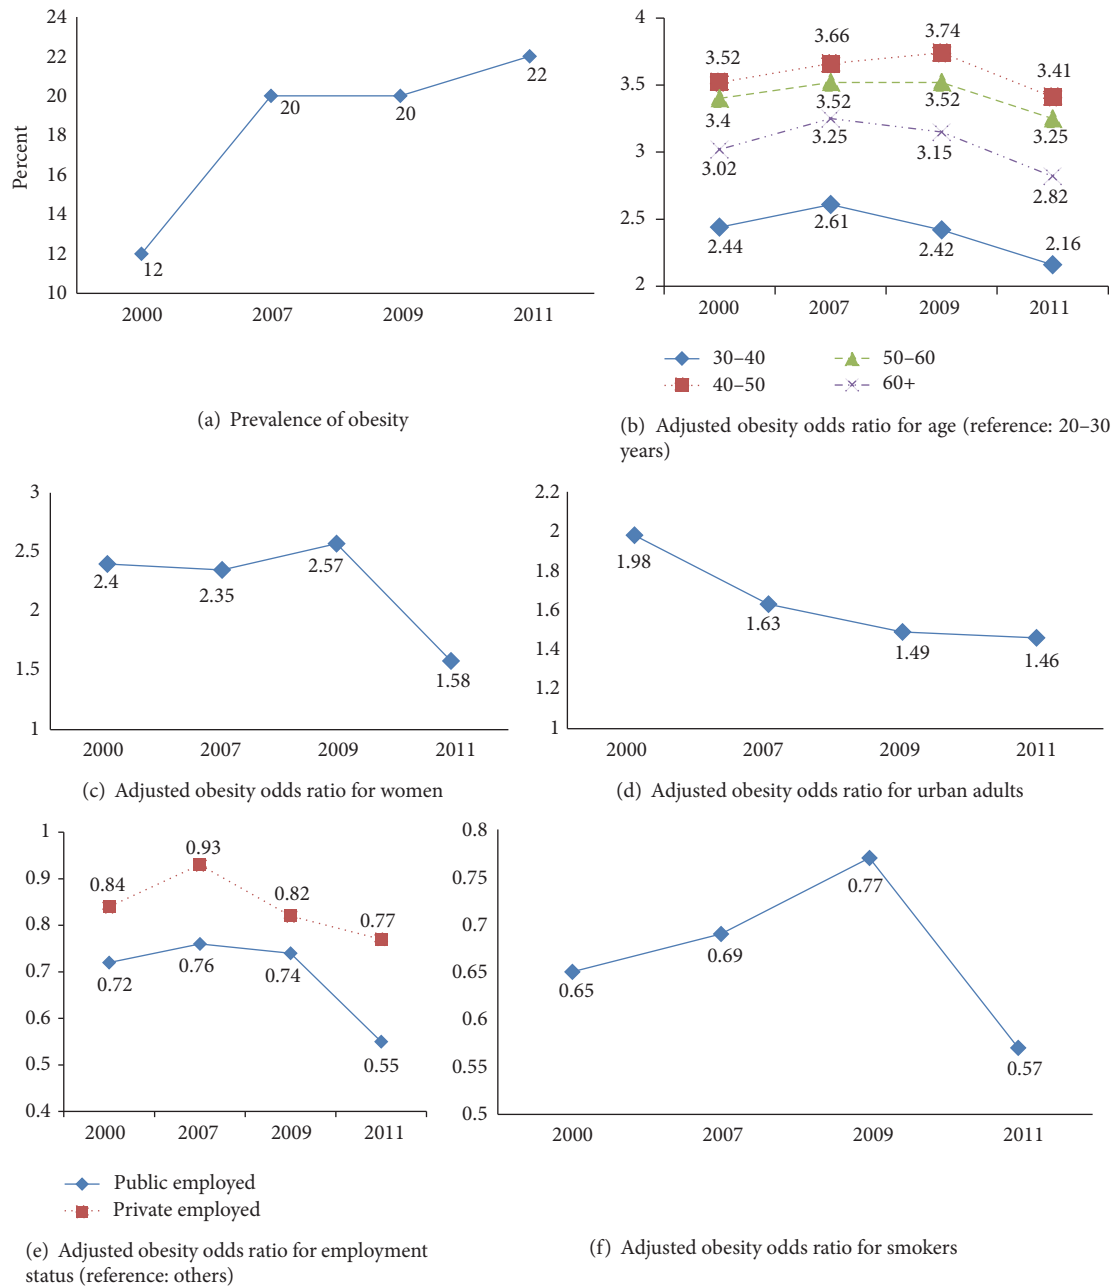 24
22
20
18
16
14
12
10
Percent
12
20
20
22
2000 2007 2009 2011
(a) Prevalence of obesity
4
3.5
3
2.5
2
3.52 3.66 3.74 3.41
3.4 3.52 3.52 3.25
3.02 3.25 3.15 2.82
2.44 2.61 2.42 2.16
2000 2007 2009 2011
30–40 50–60
40–50 60+
(b) Adjusted obesity odds ratio for age (reference: 20–30
years)
3
2.5
2
1.5
1
2.4 2.35 2.57 1.58
2000 2007 2009 2011
(c) Adjusted obesity odds ratio for women
2.2
2
1.8
1.6
1.4
1.2
1
1.98 1.63 1.49 1.46
2000 2007 2009 2011
(d) Adjusted obesity odds ratio for urban adults
1
0.9
0.8
0.7
0.6
0.5
0.4
0.84 0.93 0.82 0.77
0.72 0.76 0.74 0.55
2000 2007 2009 2011
Public employed
Private employed
(e) Adjusted obesity odds ratio for employment
status (reference: others)
0.8
0.75
0.7
0.65
0.6
0.55
0.5
0.65 0.69 0.77 0.57
2000 2007 2009 2011
(f) Adjusted obesity odds ratio for smokers